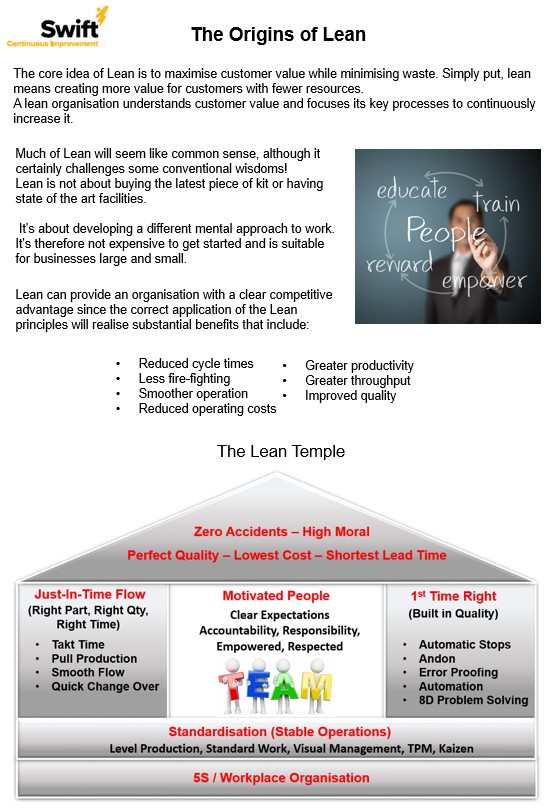 Swift
Continuous Improvement
The Origins of Lean
The core idea of Lean is to maximise customer value while minimising waste. Simply put, lean
means creating more value for customers with fewer resources.
A lean organisation understands customer value and focuses its key processes to continuously
increase it.
Much of Lean will seem like common sense, although it
certainly challenges some conventional wisdoms!
Lean is not about buying the latest piece of kit or having
state of the art facilities.
It's about developing a different mental approach to work.
It's therefore not expensive to get started and is suitable
for businesses large and small.
Lean can provide an organisation with a clear competitive
advantage since the correct application of the Lean
principles will realise substantial benefits that include:
educate
train
People
reward
empower
• Reduced cycle times
• Less fire-fighting
• Smoother operation
• Reduced operating costs
• Greater productivity
• Greater throughput
• Improved quality
The Lean Temple
Zero Accidents – High Moral
Perfect Quality – Lowest Cost – Shortest Lead Time
Just-In-Time Flow
(Right Part, Right Qty,
Right Time)
• Takt Time
• Pull Production
• Smooth Flow
• Quick Change Over
Motivated People
Clear Expectations
Accountability, Responsibility,
Empowered, Respected
TEAM
1st Time Right
(Built in Quality)
• Automatic Stops
• Andon
• Error Proofing
• Automation
• 8D Problem Solving
Standardisation (Stable Operations)
Level Production, Standard Work, Visual Management, TPM, Kaizen
5S / Workplace Organisation